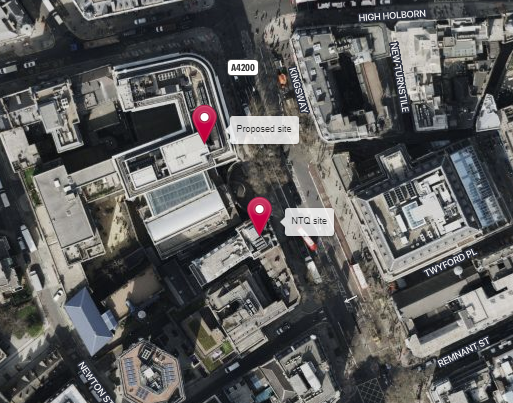 HIGH HOLBORN
A4200
KINGSWAY
NEW TURNSTILE
Proposed site
NTQ site
TWYFORD PL
REMNANT ST
NEWTON ST